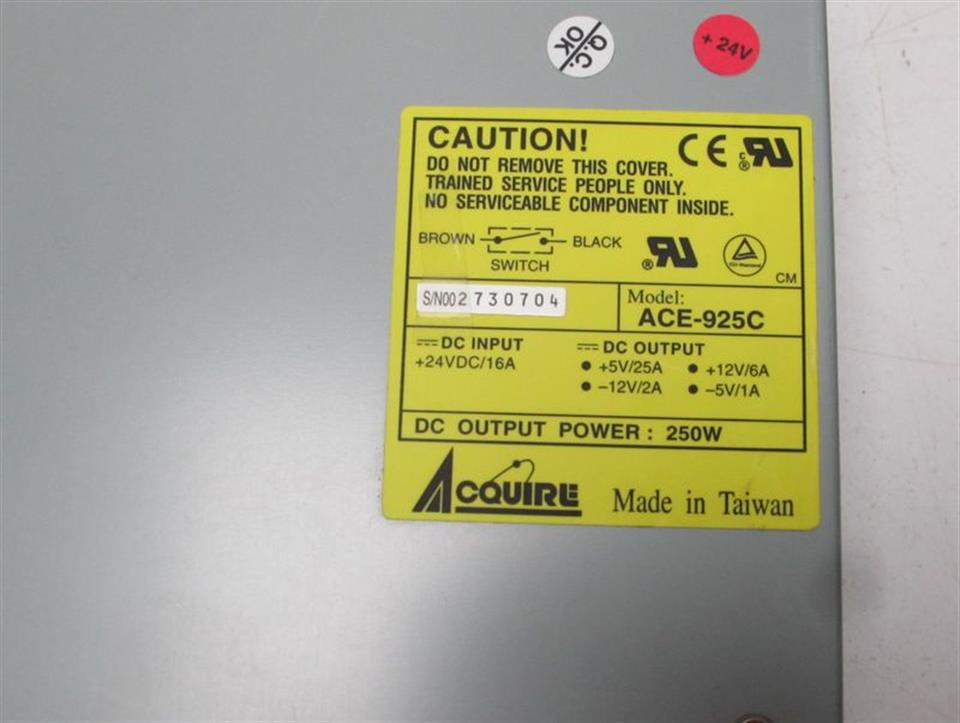 Q.C.
OK
+24V
CAUTION!
DO NOT REMOVE THIS COVER.
TRAINED SERVICE PEOPLE ONLY.
NO SERVICEABLE COMPONENT INSIDE.
BROWN BLACK
SWITCH
CM
S/N002730704
Model:
ACE-925C
DC INPUT
+24VDC/16A
DC OUTPUT
● +5V/25A ● +12V/6A
● –12V/2A ● –5V/1A
DC OUTPUT POWER : 250W
ACQUIRE Made in Taiwan